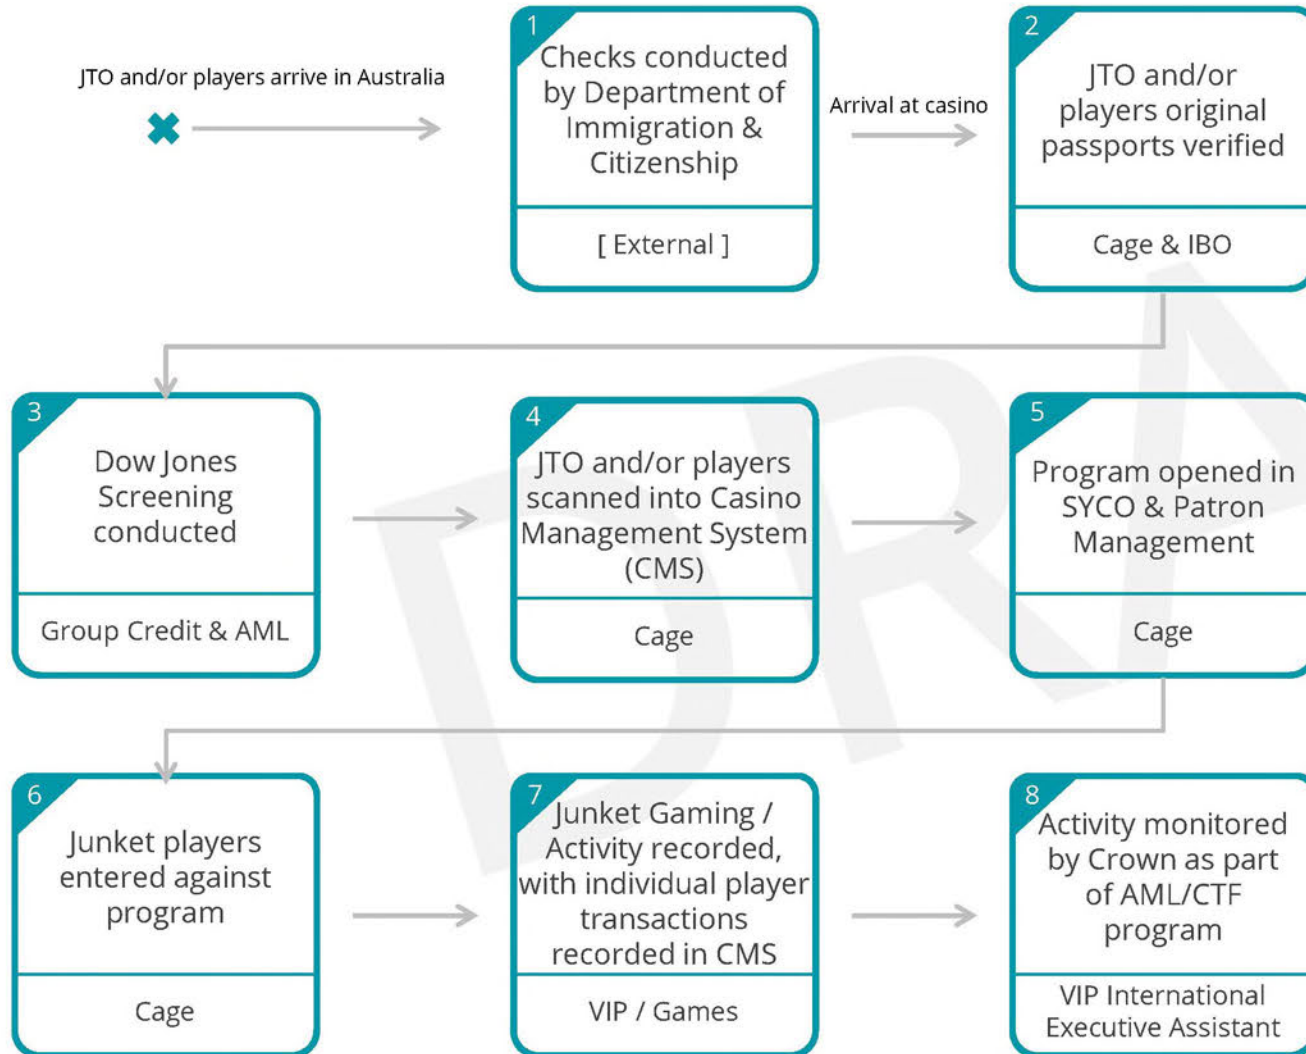 JTO and/or players arrive in Australia
1
Checks conducted
by Department of
Immigration &
Citizenship
[ External ]
Arrival at casino
2
JTO and/or
players original
passports verified
Cage & IBO
3
Dow Jones
Screening
conducted
Group Credit & AML
4
JTO and/or players
scanned into Casino
Management System
(CMS)
Cage
5
Program opened in
SYCO & Patron
Management
Cage
6
Junket players
entered against
program
Cage
7
Junket Gaming /
Activity recorded,
with individual player
transactions
recorded in CMS
VIP / Games
8
Activity monitored
by Crown as part
of AML/CTF
program
VIP International
Executive Assistant
DRA